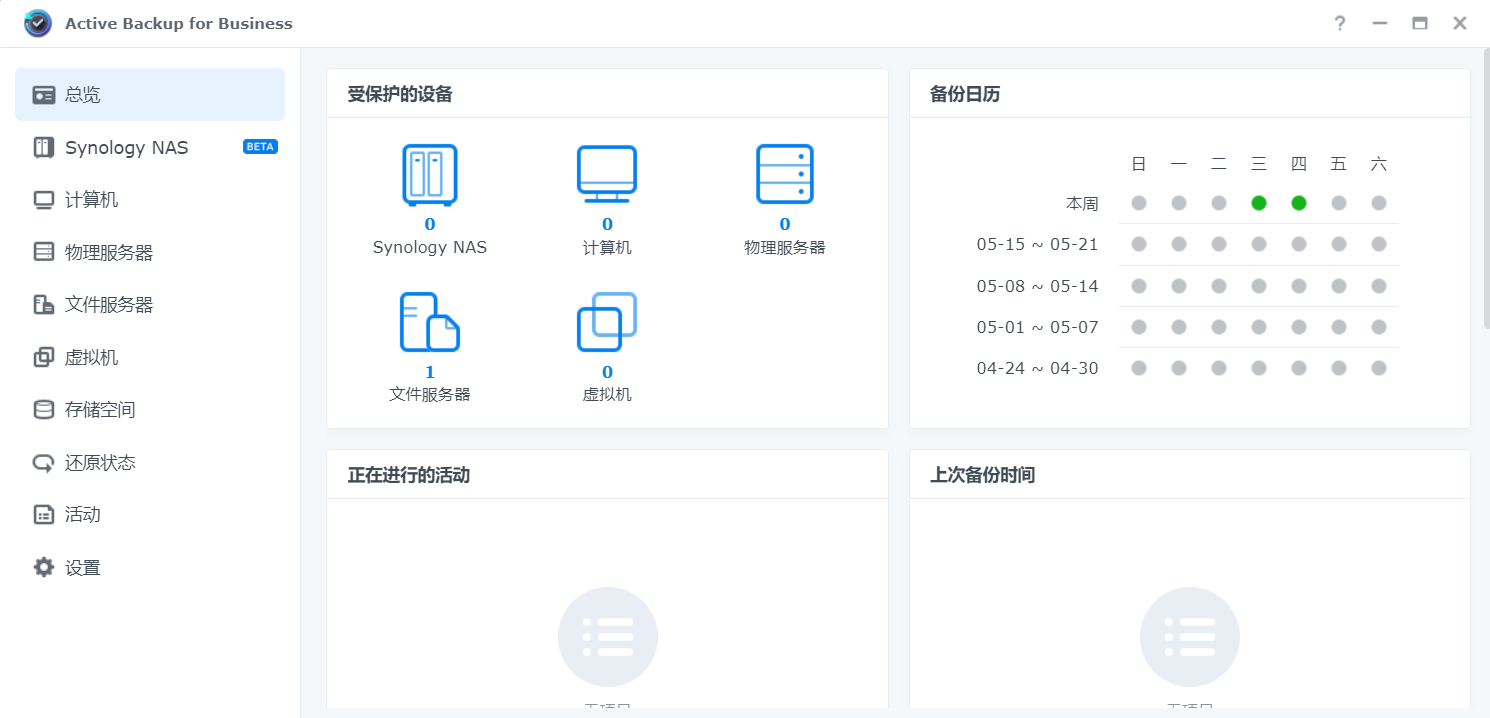 Active Backup for Business
总览
Synology NAS BETA
计算机
物理服务器
文件服务器
虚拟机
存储空间
还原状态
活动
设置
受保护的设备
0 0 0
Synology NAS 计算机 物理服务器
1 0
文件服务器 虚拟机
备份日历
日 一 二 三 四 五 六
本周
05-15 ~ 05-21
05-08 ~ 05-14
05-01 ~ 05-07
04-24 ~ 04-30
正在进行的活动
上次备份时间